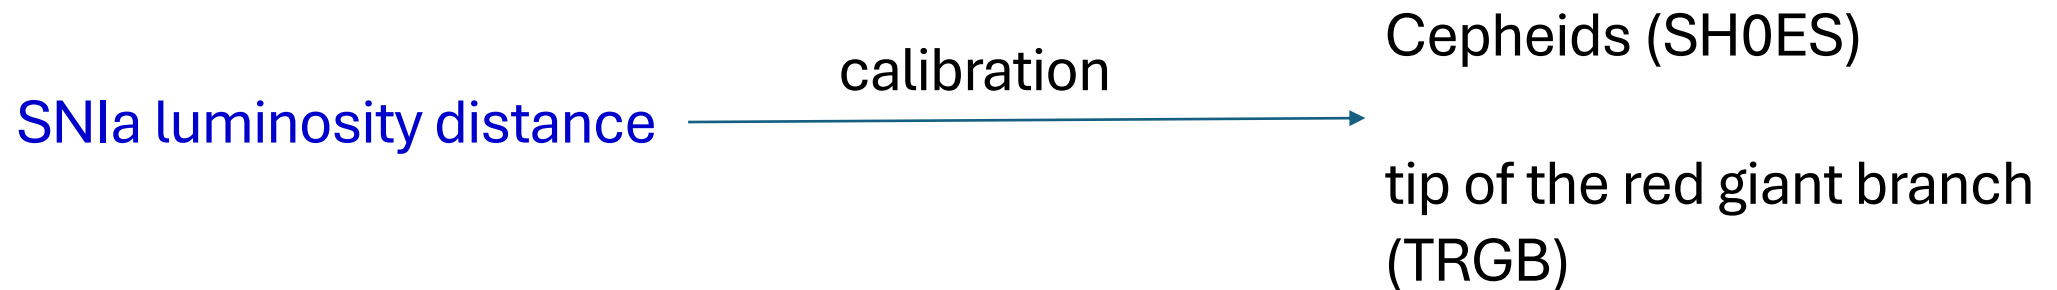 SNIa luminosity distance
calibration
Cepheids (SH0ES)
tip of the red giant branch
(TRGB)